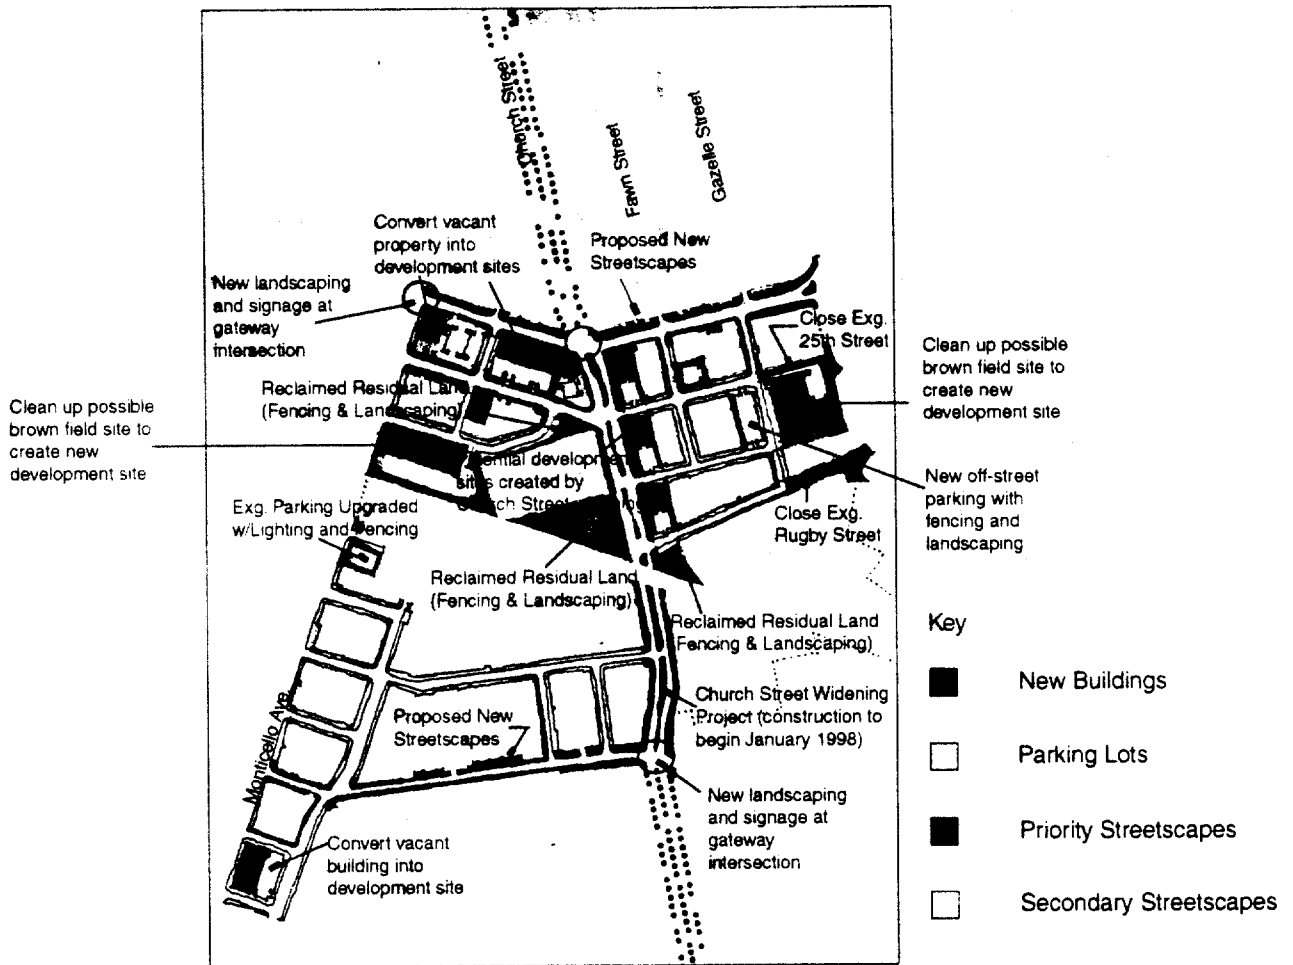 Church Street
Fawn Street
Gazelle Street
Convert vacant
property into
development sites
Proposed New
Streetscapes
New landscaping
and signage at
gateway
intersection
Close Exg.
25th Street
Clean up possible
brown field site to
create new
development site
Reclaimed Residual Land
(Fencing & Landscaping)
Clean up possible
brown field site to
create new
development site
development
sites created by
Church Street
New off-street
parking with
fencing and
landscaping
Exg. Parking Upgraded
w/Lighting and Fencing
Close Exg.
Rugby Street
Reclaimed Residual Land
(Fencing & Landscaping)
Reclaimed Residual Land
Fencing & Landscaping)
Key
New Buildings
Parking Lots
Priority Streetscapes
Secondary Streetscapes
Church Street Widening
Project (construction to
begin January 1998)
Proposed New
Streetscapes
Monticello Ave.
New landscaping
and signage at
gateway
intersection
Convert vacant
building into
development site